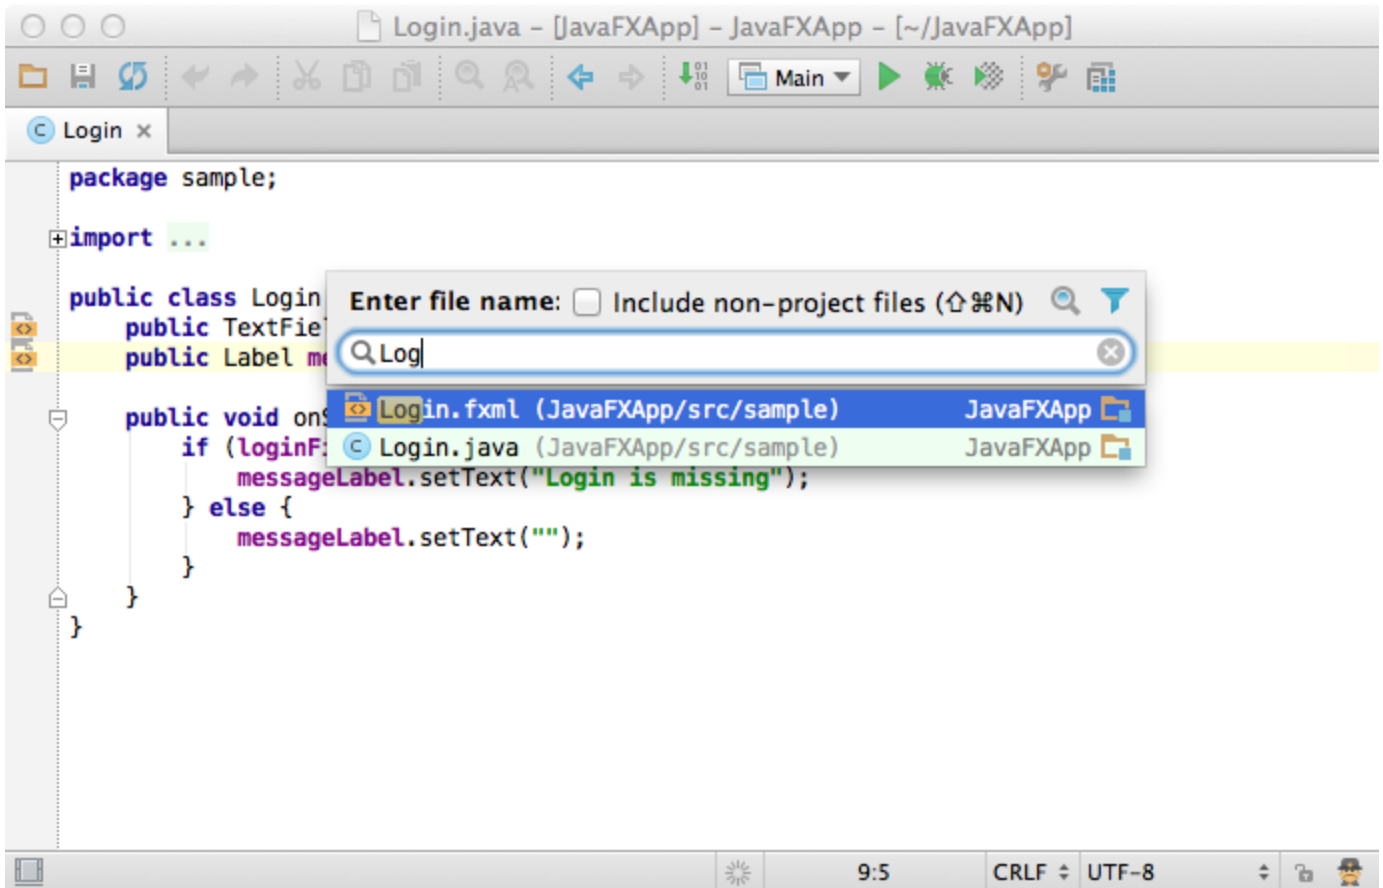 Login.java – [JavaFXApp] – JavaFXApp – [~/JavaFXApp]
Main
Login
package sample;
import ...
public class Login
public TextFiel
public Label me
public void onS
if (loginFi
messageLabel.setText("Login is missing");
} else {
messageLabel.setText("");
}
}
}
Enter file name: Include non-project files (⇧⌘N)
Log
Login.fxml (JavaFXApp/src/sample) JavaFXApp
Login.java (JavaFXApp/src/sample) JavaFXApp
9:5 CRLF UTF-8